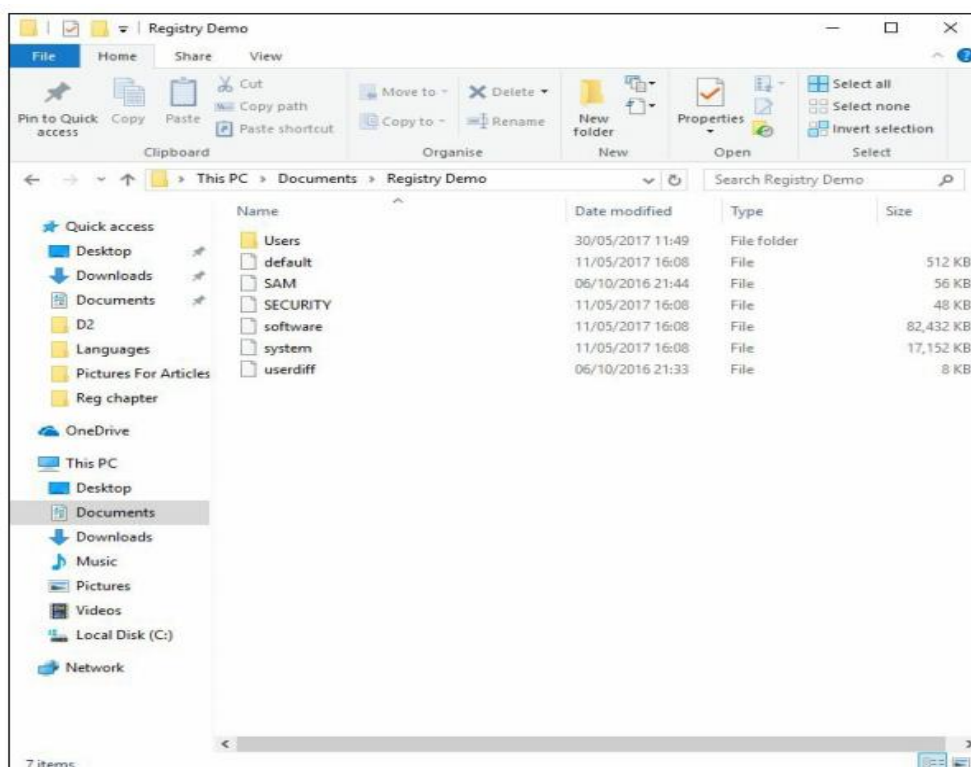 Registry Demo
File Home Share View
Pin to Quick access
Copy
Paste
Cut
Copy path
Paste shortcut
Clipboard
Move to
Copy to
Delete
Rename
Organise
New folder
New
Properties
Open
Select all
Select none
Invert selection
Select
This PC > Documents > Registry Demo
Search Registry Demo
Name Date modified Type Size
Users 30/05/2017 11:49 File folder
default 11/05/2017 16:08 File 512 KB
SAM 06/10/2016 21:44 File 56 KB
SECURITY 11/05/2017 16:08 File 48 KB
software 11/05/2017 16:08 File 82,432 KB
system 11/05/2017 16:08 File 17,152 KB
userdiff 06/10/2016 21:33 File 8 KB
Quick access
Desktop
Downloads
Documents
D2
Languages
Pictures For Articles
Reg chapter
OneDrive
This PC
Desktop
Documents
Downloads
Music
Pictures
Videos
Local Disk (C:)
Network
7 items